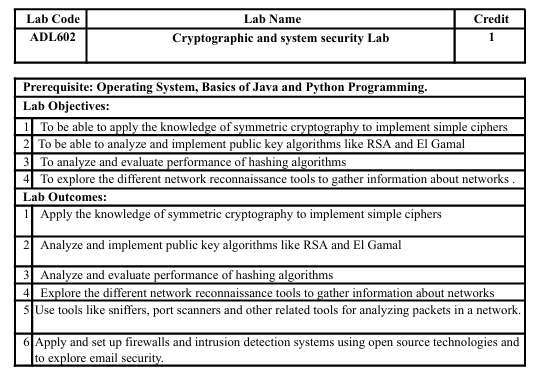 Lab Code Lab Name Credit
ADL602 Cryptographic and system security Lab 1
Prerequisite: Operating System, Basics of Java and Python Programming.
Lab Objectives:
1 To be able to apply the knowledge of symmetric cryptography to implement simple ciphers
2 To be able to analyze and implement public key algorithms like RSA and El Gamal
3 To analyze and evaluate performance of hashing algorithms
4 To explore the different network reconnaissance tools to gather information about networks .
Lab Outcomes:
1 Apply the knowledge of symmetric cryptography to implement simple ciphers
2 Analyze and implement public key algorithms like RSA and El Gamal
3 Analyze and evaluate performance of hashing algorithms
4 Explore the different network reconnaissance tools to gather information about networks
5 Use tools like sniffers, port scanners and other related tools for analyzing packets in a network.
6 Apply and set up firewalls and intrusion detection systems using open source technologies and
to explore email security.